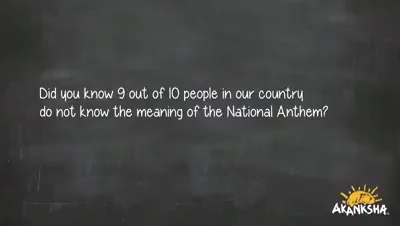 Did you know 9 out of 10 people in our country
do not know the meaning of the National Anthem?
AKANKSHA